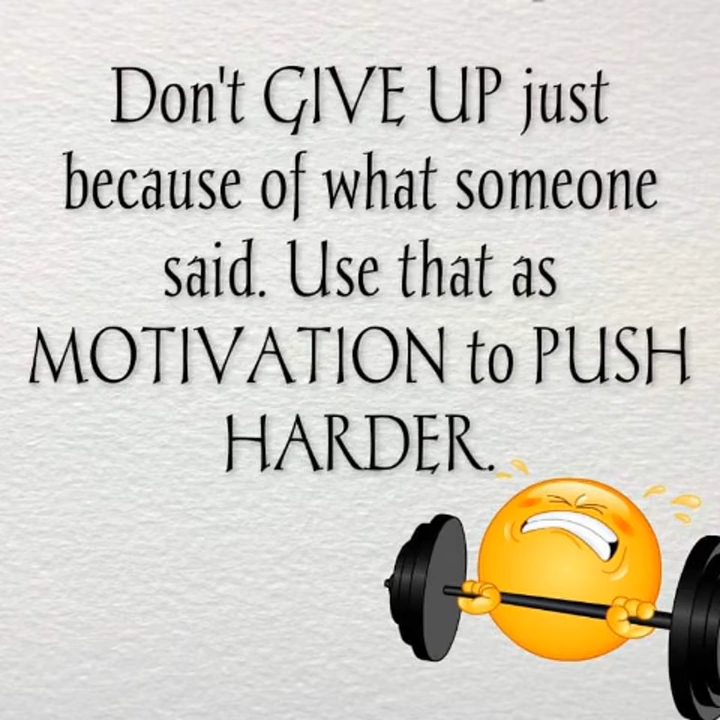 Don't GIVE UP just
because of what someone
said. Use that as
MOTIVATION to PUSH
HARDER.